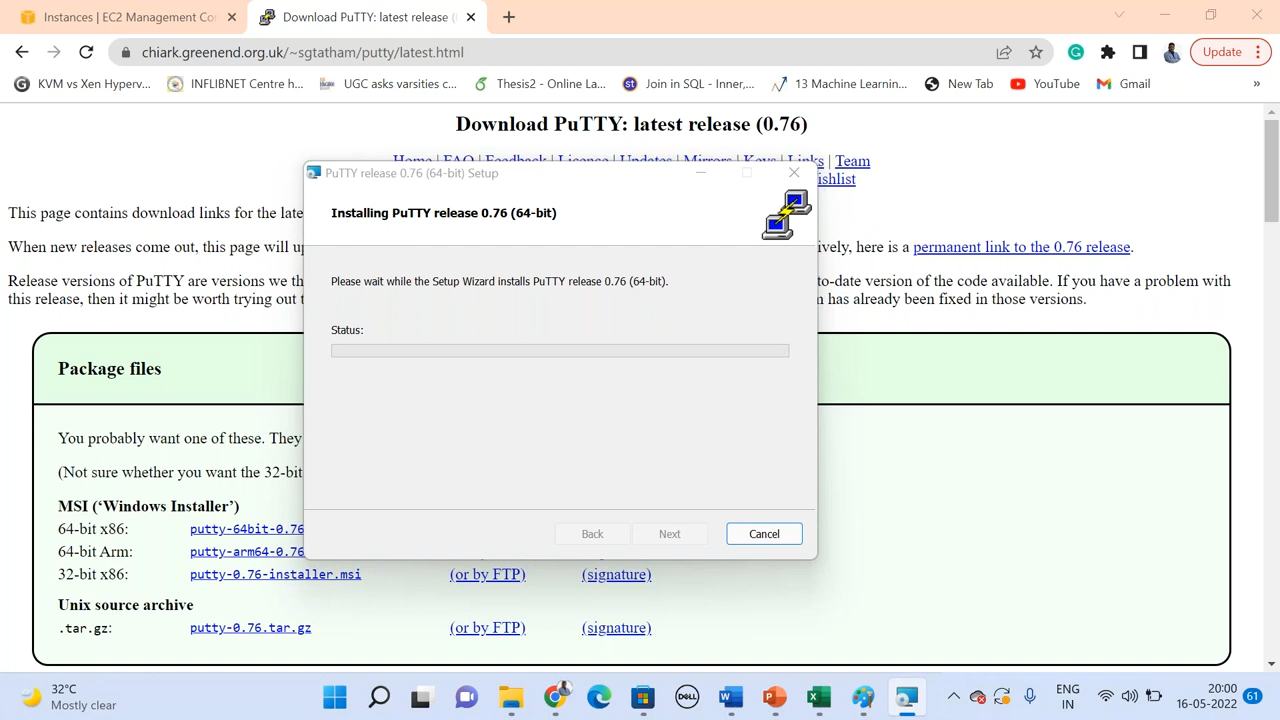 Instances | EC2 Management Co
Download PuTTY: latest release (
chiark.greenend.org.uk/~sgtatham/putty/latest.html
Update
KVM vs Xen Hyperv...
INFLIBNET Centre h...
UGC asks varsities c...
Thesis2 - Online La...
Join in SQL - Inner,...
13 Machine Learnin...
New Tab
YouTube
Gmail
»
Download PuTTY: latest release (0.76)
Home | FAQ | Feedback | Licence | Updates | Mirrors | Keys | Links | Team
ishlist
PuTTY release 0.76 (64-bit) Setup
Installing PuTTY release 0.76 (64-bit)
Please wait while the Setup Wizard installs PuTTY release 0.76 (64-bit).
Status:
Back
Next
Cancel
This page contains download links for the late
When new releases come out, this page will up
ively, here is a permanent link to the 0.76 release.
Release versions of PuTTY are versions we th
to-date version of the code available. If you have a problem with
this release, then it might be worth trying out t
n has already been fixed in those versions.
Package files
You probably want one of these. They
(Not sure whether you want the 32-bit
MSI (‘Windows Installer’)
64-bit x86: putty-64bit-0.76
64-bit Arm: putty-arm64-0.76
32-bit x86: putty-0.76-installer.msi (or by FTP) (signature)
Unix source archive
.tar.gz: putty-0.76.tar.gz (or by FTP) (signature)
32°C
Mostly clear
DELL
ENG
IN
20:00
16-05-2022
61